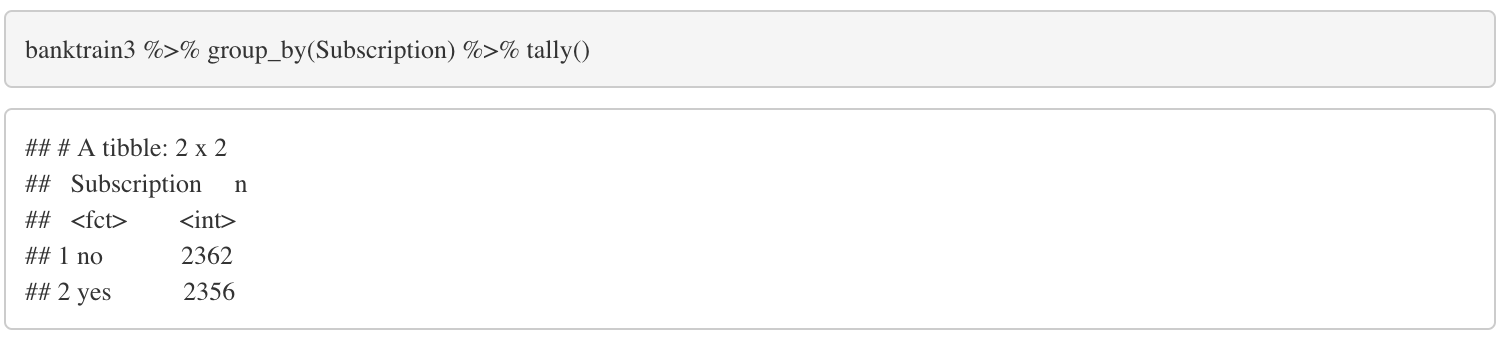 banktrain3 %>% group_by(Subscription) %>% tally()
## # A tibble: 2 x 2
##   Subscription     n
##   <fct>        <int>
## 1 no            2362
## 2 yes           2356